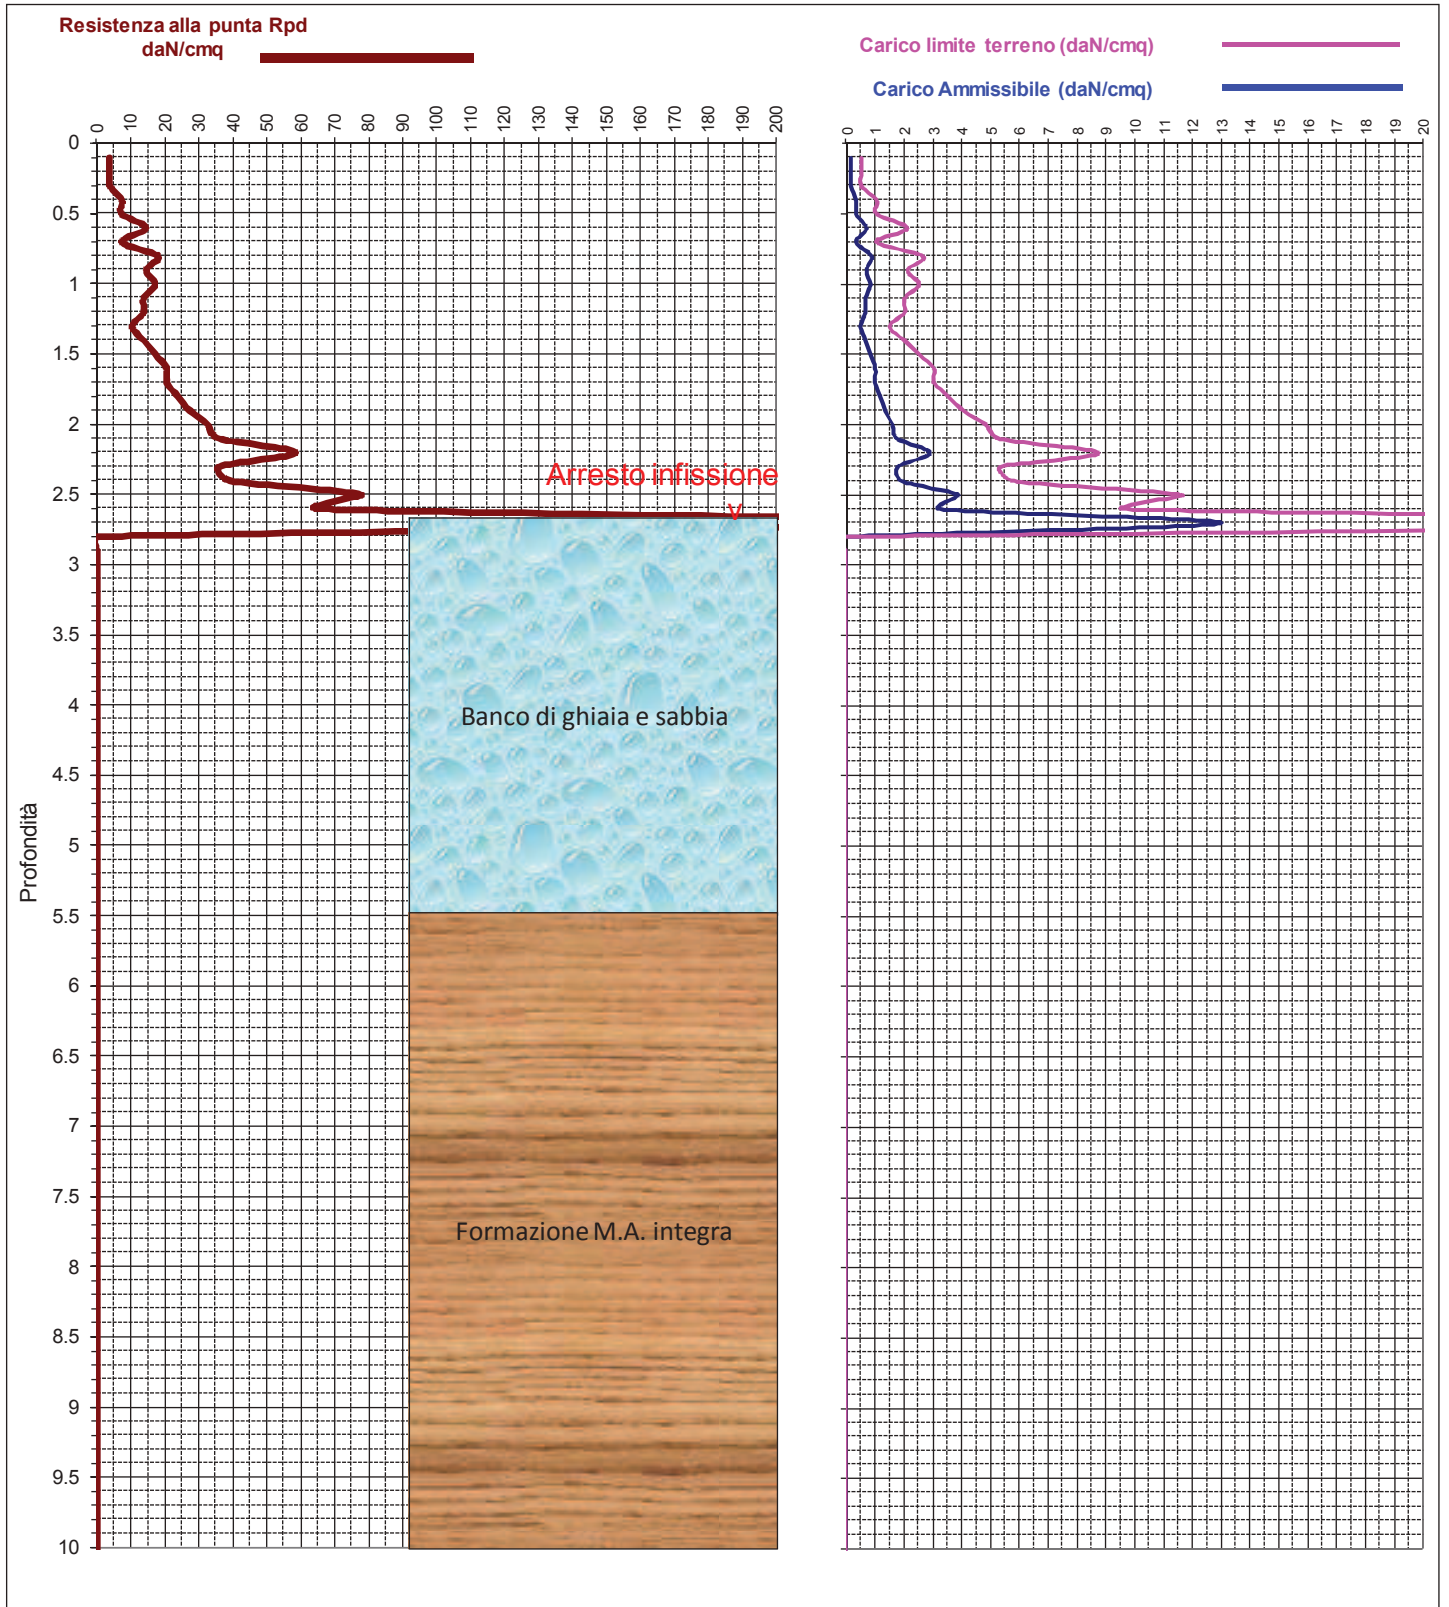 Resistenza alla punta Rpd
daN/cmq
Carico limite terreno (daN/cmq)
Carico Ammissibile (daN/cmq)
0 10 20 30 40 50 60 70 80 90 100 110 120 130 140 150 160 170 180 190 200
0 1 2 3 4 5 6 7 8 9 10 11 12 13 14 15 16 17 18 19 20
0
0.5
1
1.5
2
2.5
3
3.5
4
4.5
5
5.5
6
6.5
7
7.5
8
8.5
9
9.5
10
Profondità
Arresto infissione
v
Banco di ghiaia e sabbia
Formazione M.A. integra